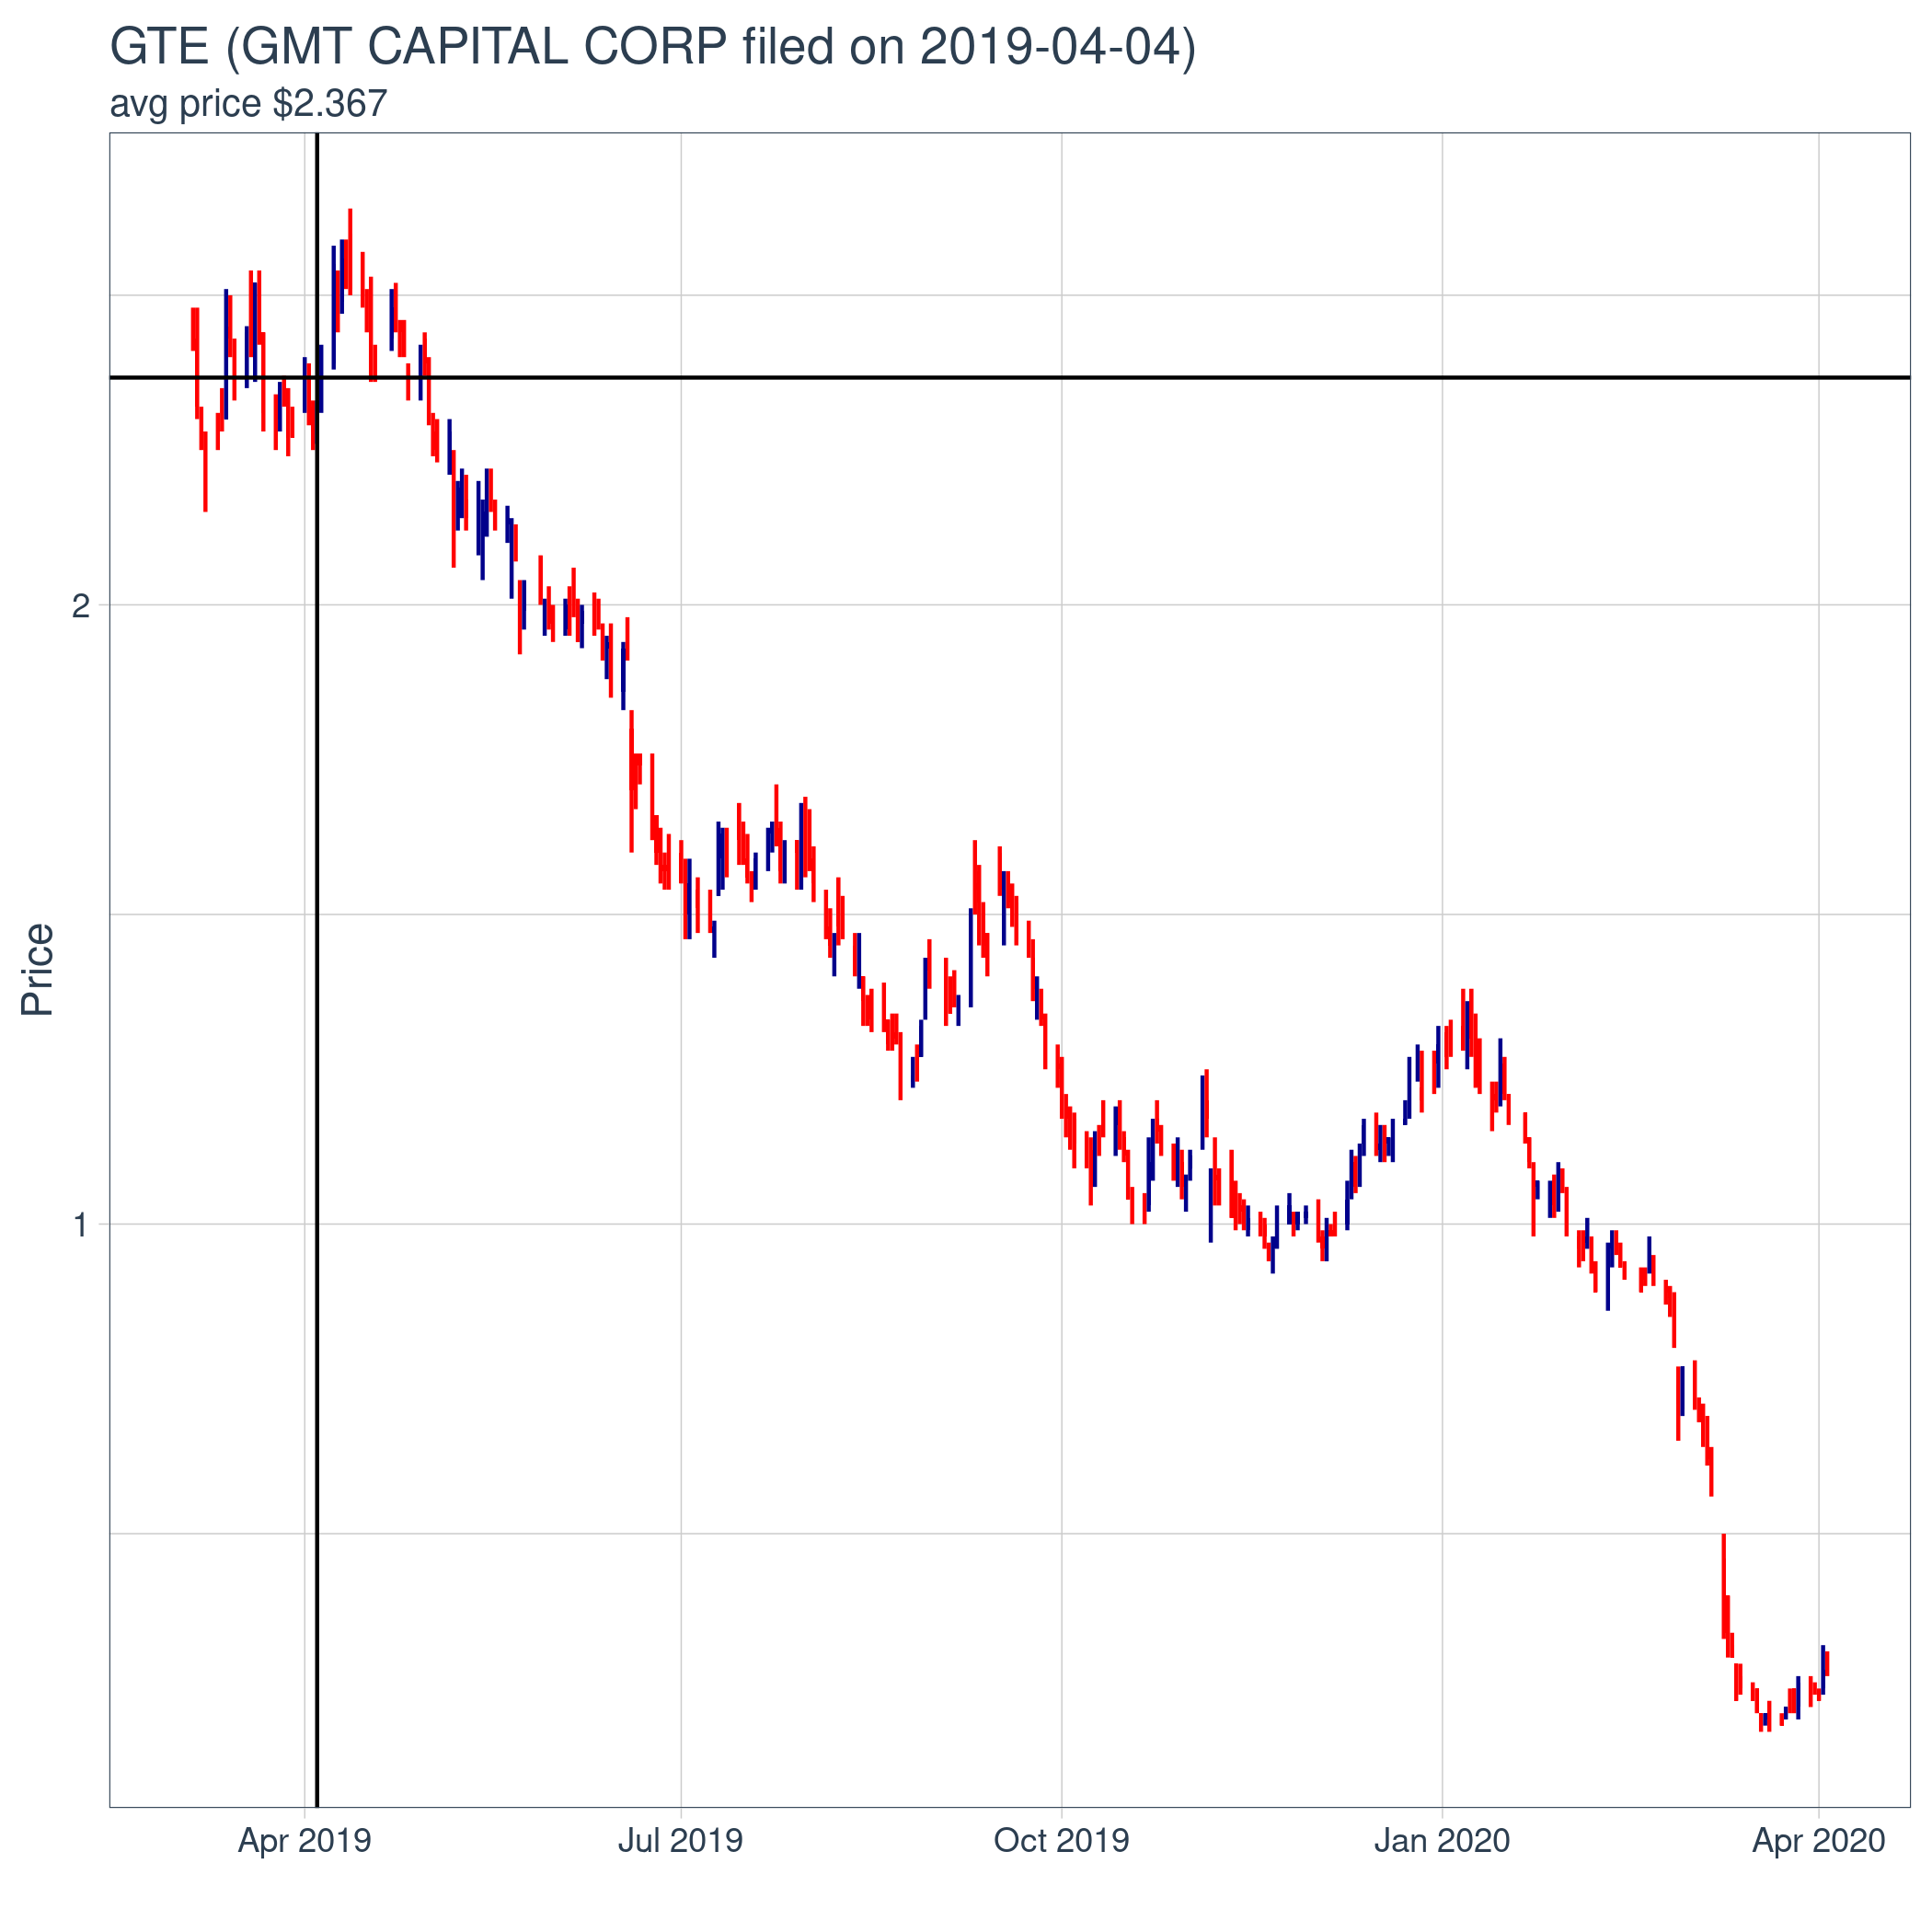 GTE (GMT CAPITAL CORP filed on 2019-04-04)
avg price $2.367
2
Price
1
Apr 2019
Jul 2019
Oct 2019
Jan 2020
Apr 2020